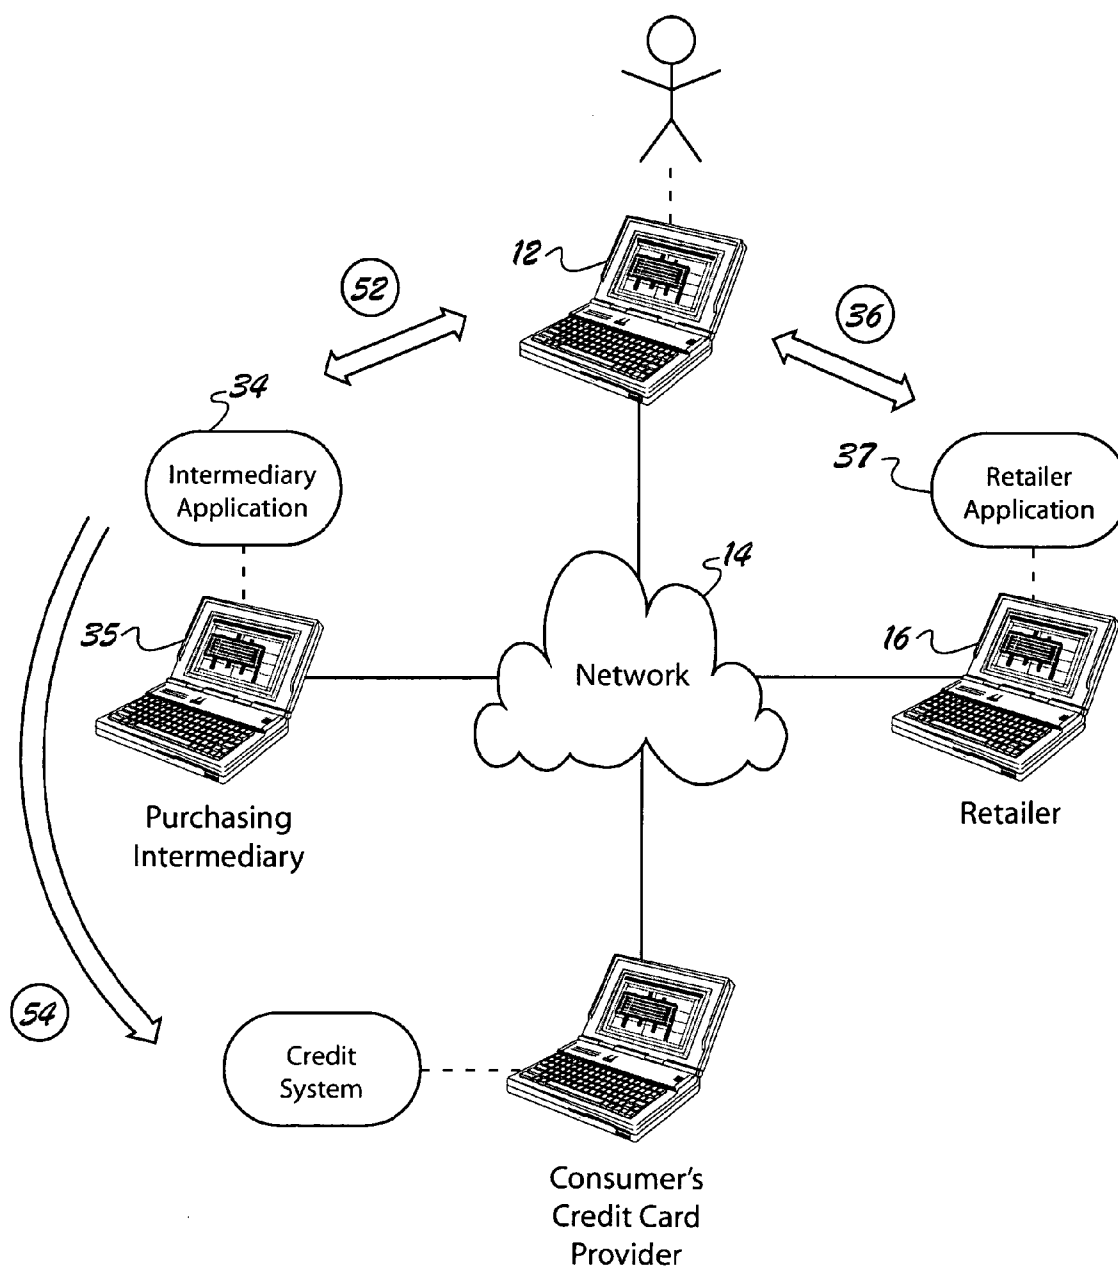 12
52
36
34
Intermediary
Application
37
Retailer
Application
14
35
Network
16
Purchasing
Intermediary
Retailer
54
Credit
System
Consumer's
Credit Card
Provider